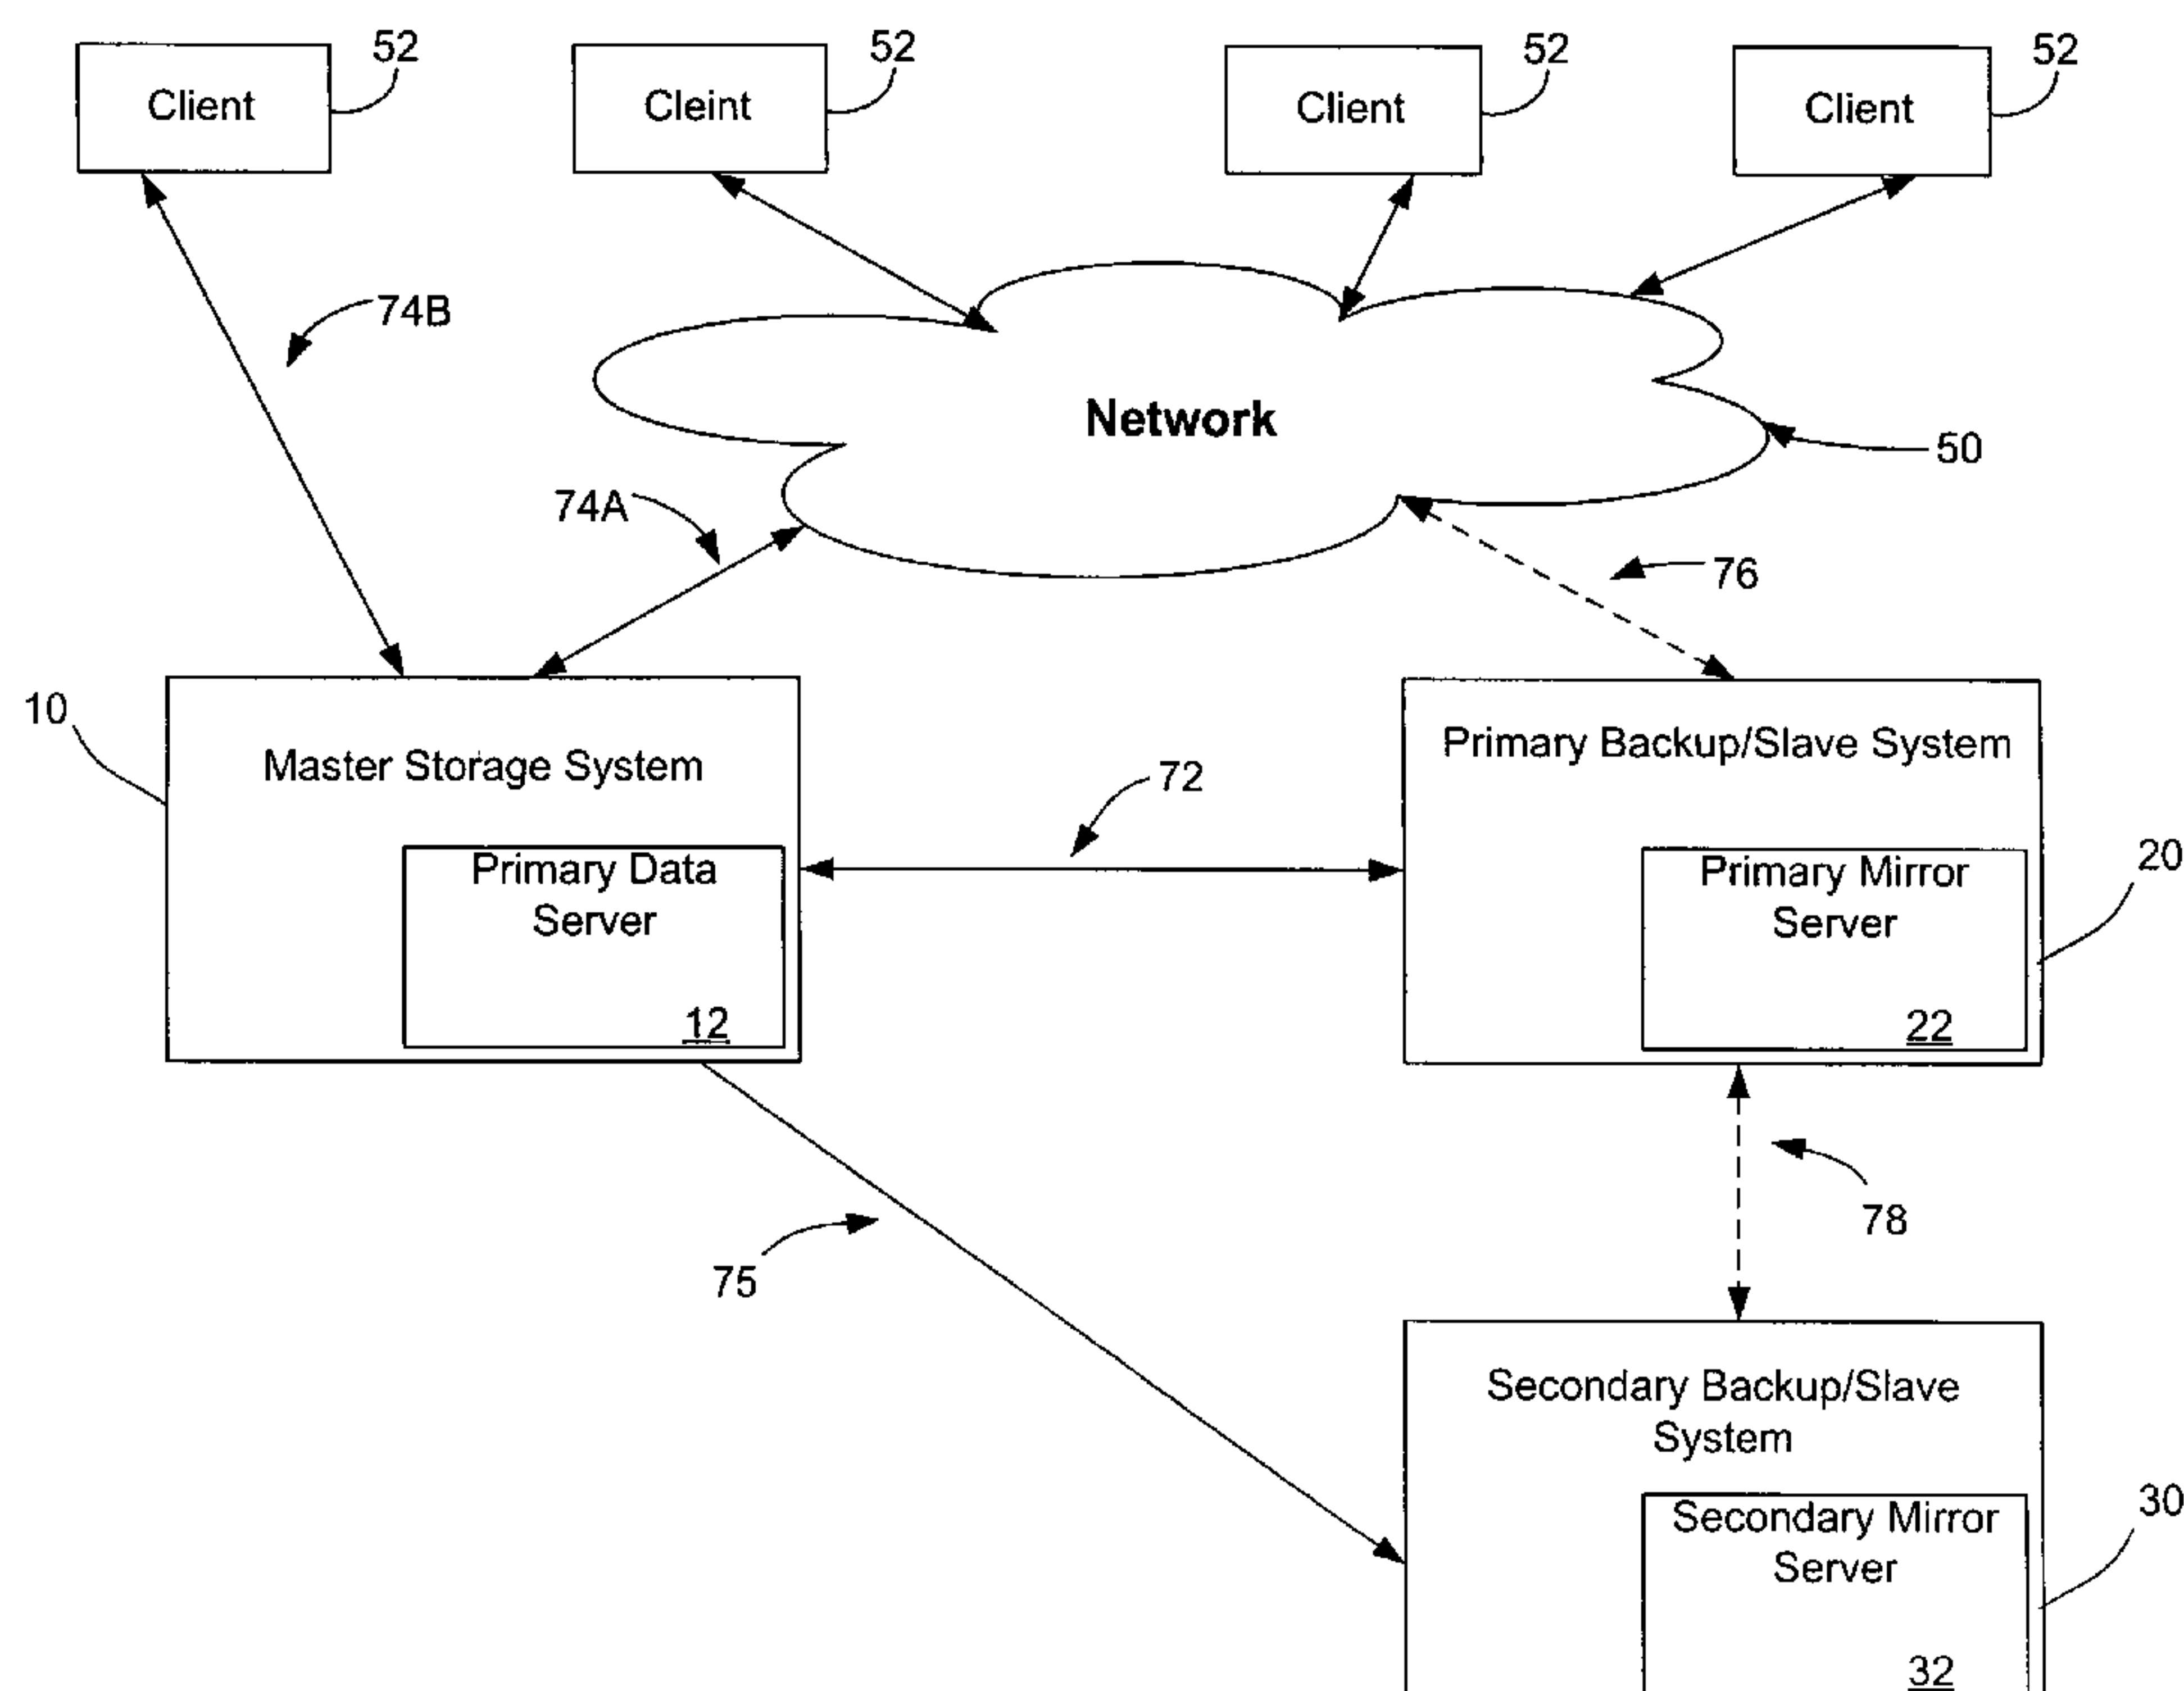 52
52
52
52
Client
Cleint
Client
Client
74B
Network
50
74A
76
10
Master Storage System
Primary Backup/Slave System
72
Primary Data
Server
12
Primary Mirror
Server
22
20
78
75
Secondary Backup/Slave
System
Secondary Mirror
Server
32
30